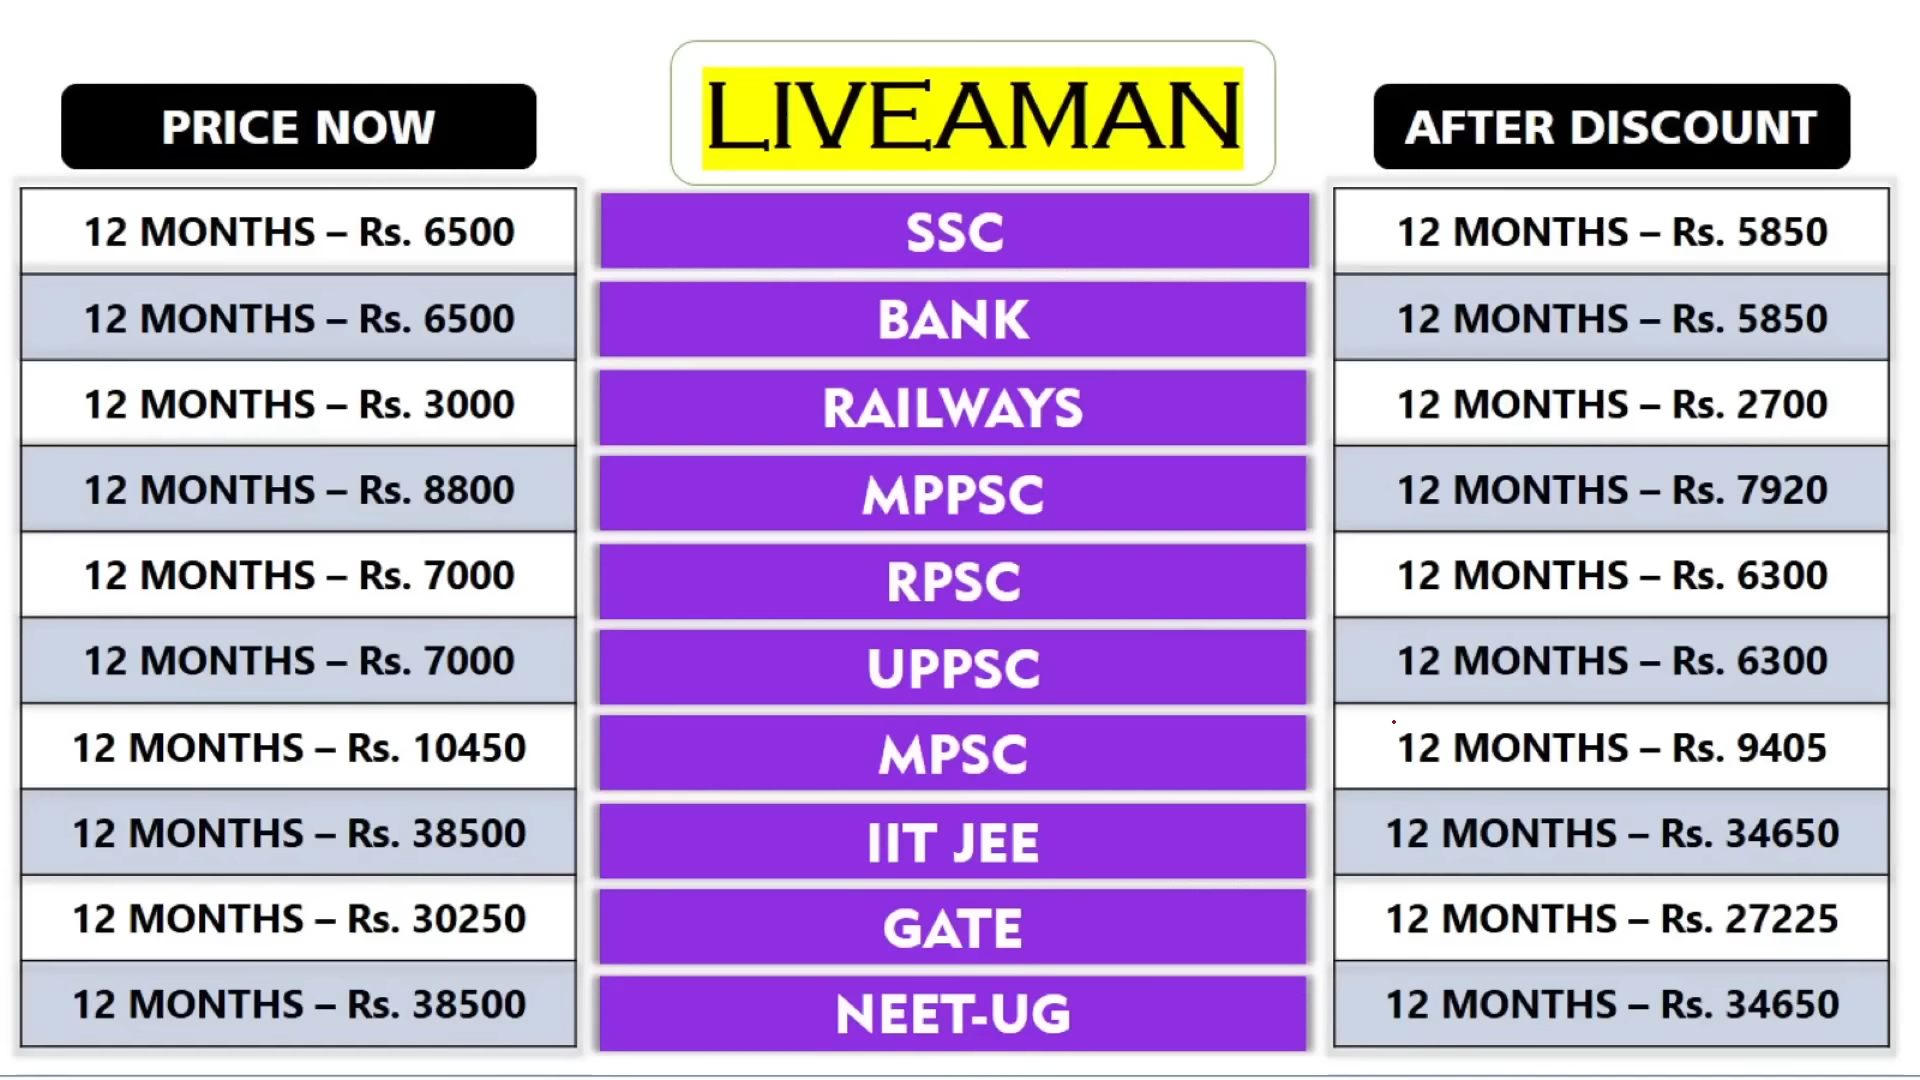 LIVEAMAN
PRICE NOW
AFTER DISCOUNT
12 MONTHS – Rs. 6500
SSC
12 MONTHS – Rs. 5850
12 MONTHS – Rs. 6500
BANK
12 MONTHS – Rs. 5850
12 MONTHS – Rs. 3000
RAILWAYS
12 MONTHS – Rs. 2700
12 MONTHS – Rs. 8800
MPPSC
12 MONTHS – Rs. 7920
12 MONTHS – Rs. 7000
RPSC
12 MONTHS – Rs. 6300
12 MONTHS – Rs. 7000
UPPSC
12 MONTHS – Rs. 6300
12 MONTHS – Rs. 10450
MPSC
12 MONTHS – Rs. 9405
12 MONTHS – Rs. 38500
IIT JEE
12 MONTHS – Rs. 34650
12 MONTHS – Rs. 30250
GATE
12 MONTHS – Rs. 27225
12 MONTHS – Rs. 38500
NEET-UG
12 MONTHS – Rs. 34650